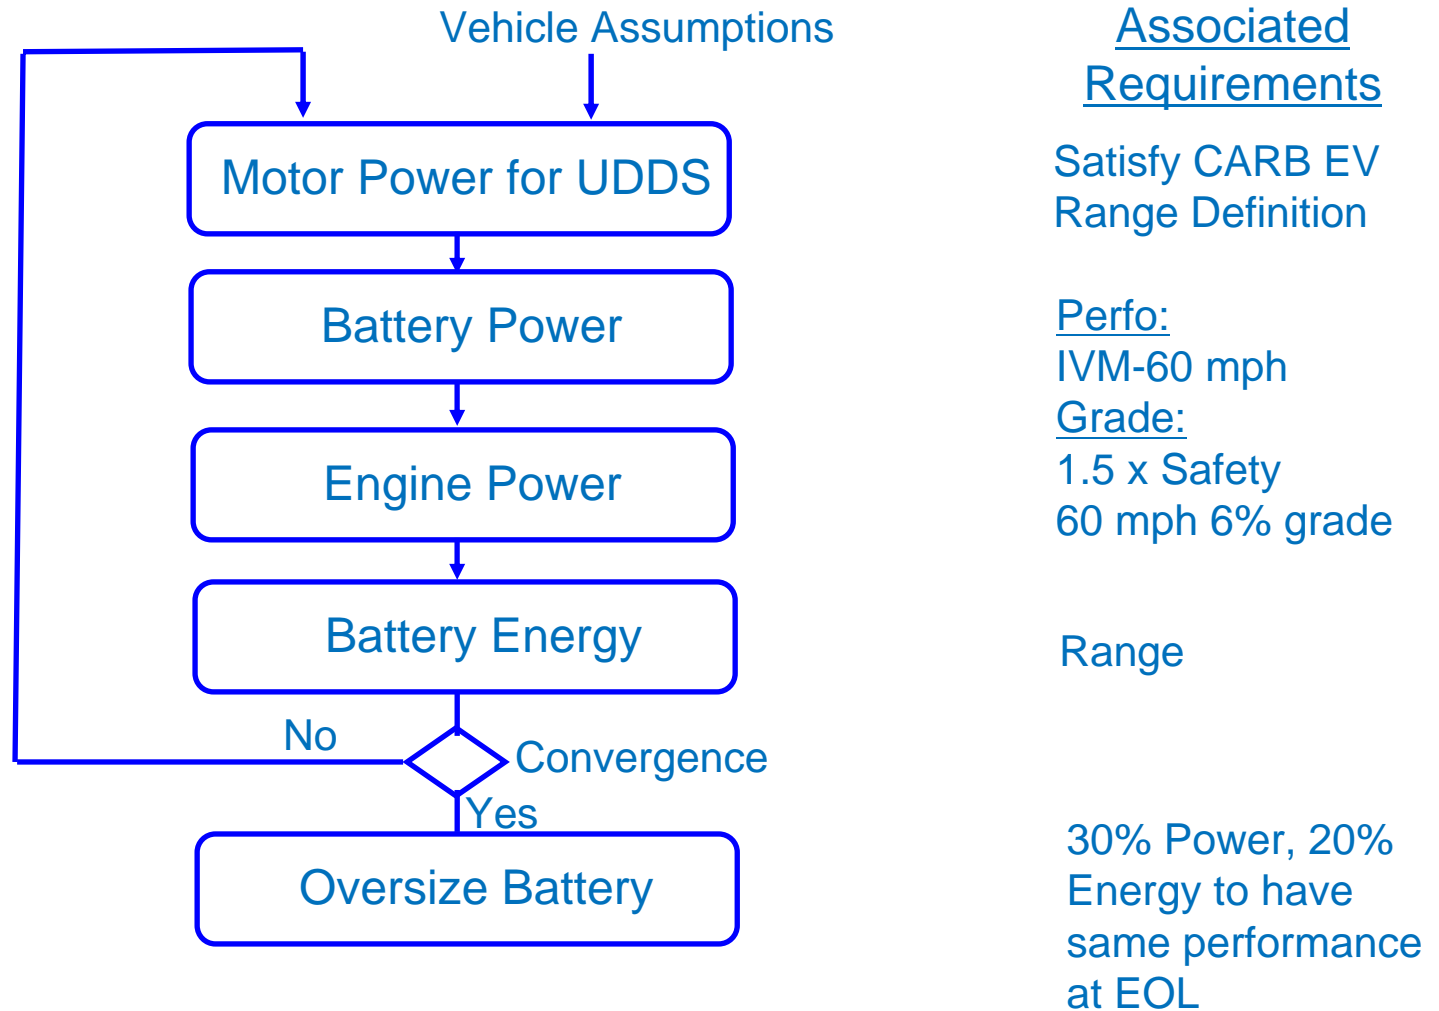 Vehicle Assumptions
Associated
Requirements
Motor Power for UDDS
Satisfy CARB EV
Range Definition
Battery Power
Perfo:
IVM-60 mph
Grade:
1.5 x Safety
60 mph 6% grade
Engine Power
Battery Energy
Range
No
Convergence
Yes
Oversize Battery
30% Power, 20%
Energy to have
same performance
at EOL